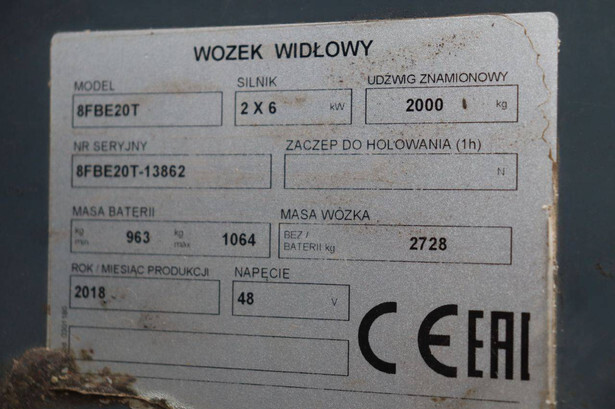 WOZEK WIDŁOWY
MODEL SILNIK UDŹWIG ZNAMIONOWY
8FBE20T 2 X 6 kW 2000 kg
NR SERYJNY ZACZEP DO HOLOWANIA (1h)
8FBE20T-13862 N
MASA BATERII MASA WÓZKA
kg min 963 kg max 1064 BEZ / BATERII kg 2728
ROK / MIESIĄC PRODUKCJI NAPĘCIE
2018 48 V
CE EAC